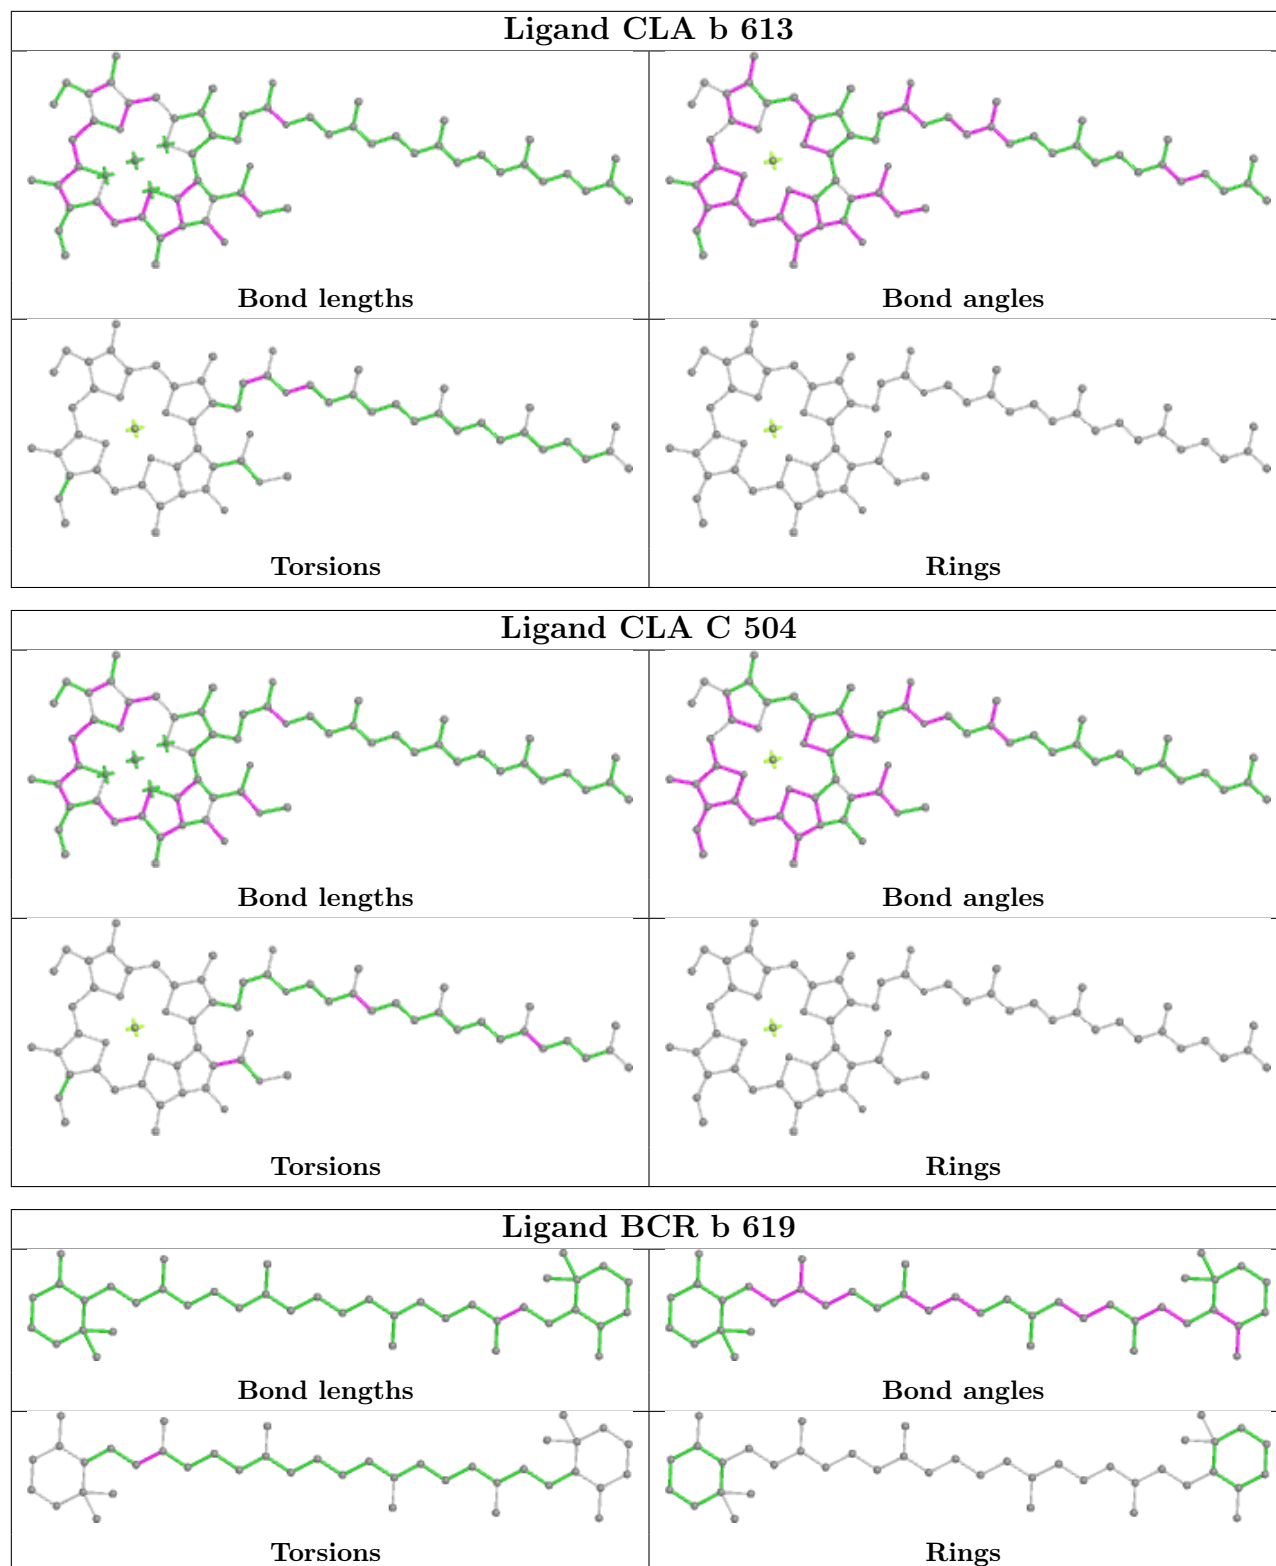 Ligand CLA b 613
Bond lengths
Bond angles
Torsions
Rings
Ligand CLA C 504
Bond lengths
Bond angles
Torsions
Rings
Ligand BCR b 619
Bond lengths
Bond angles
Torsions
Rings